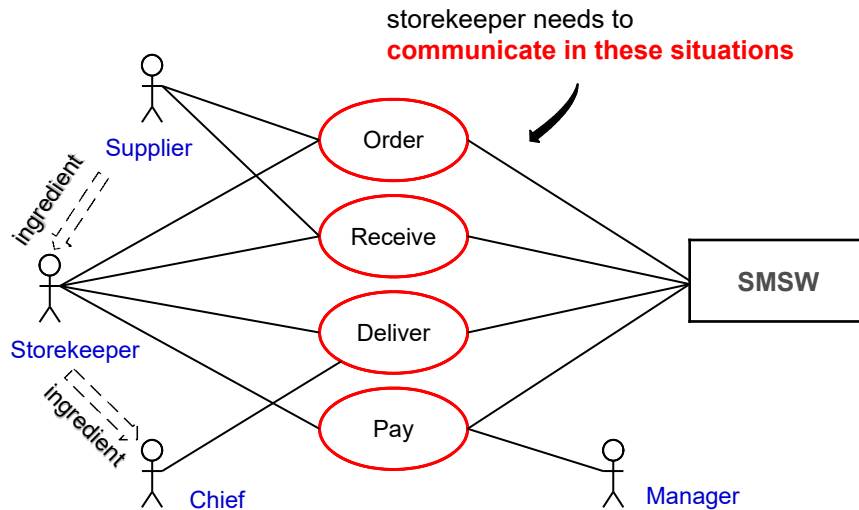 storekeeper needs to
communicate in these situations
Supplier
Order
ingredient
Receive
SMSW
Storekeeper
Deliver
ingredient
Pay
Chief
Manager